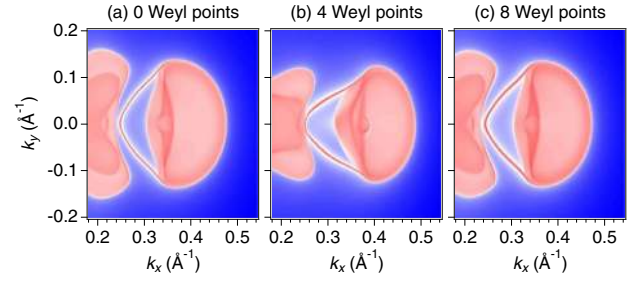 (a) 0 Weyl points (b) 4 Weyl points (c) 8 Weyl points
0.2
0.1
0.0
-0.1
-0.2
ky (Å-1)
0.2 0.3 0.4 0.5 0.2 0.3 0.4 0.5 0.2 0.3 0.4 0.5
kx (Å-1) kx (Å-1) kx (Å-1)